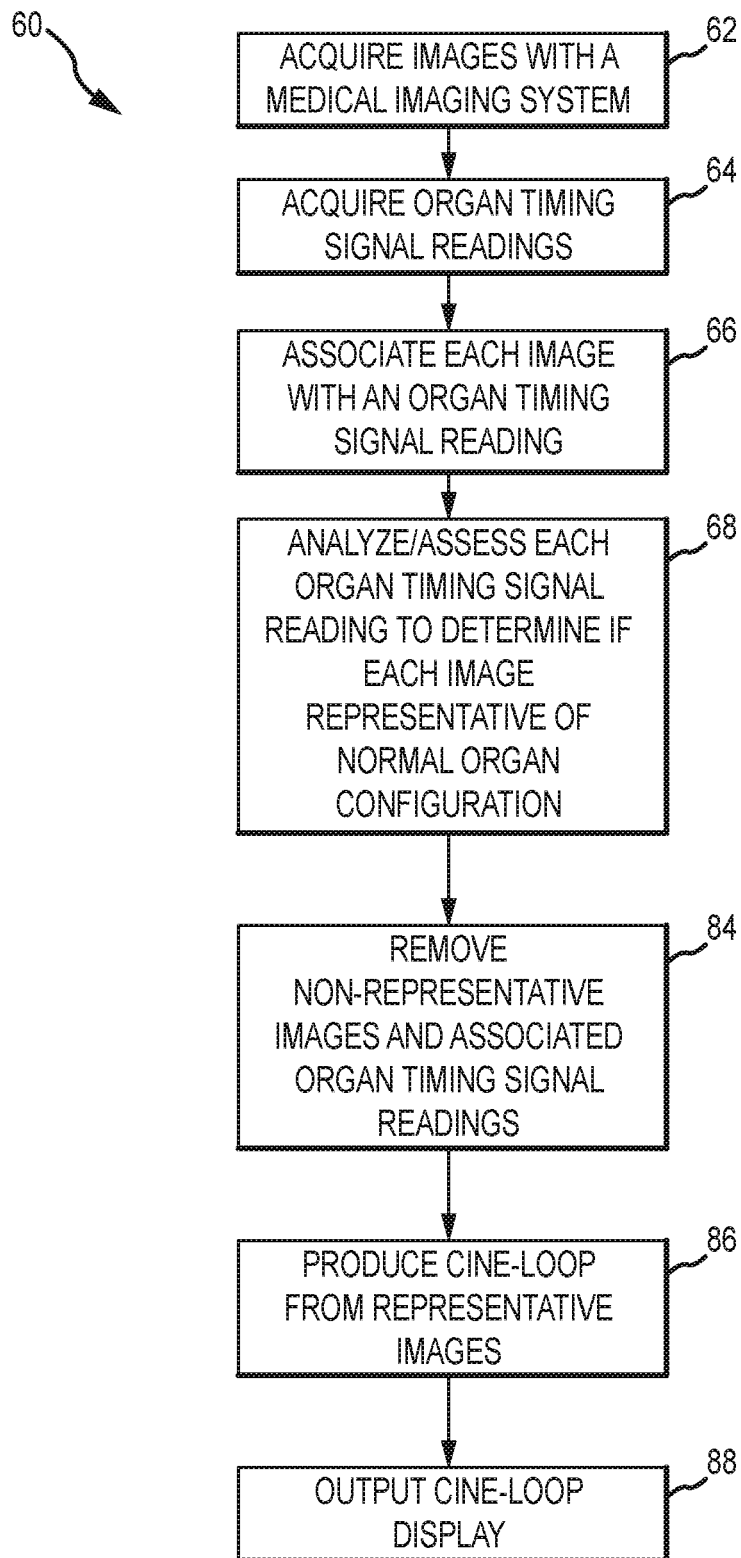 60
62
ACQUIRE IMAGES WITH A
MEDICAL IMAGING SYSTEM
64
ACQUIRE ORGAN TIMING
SIGNAL READINGS
66
ASSOCIATE EACH IMAGE
WITH AN ORGAN TIMING
SIGNAL READING
68
ANALYZE/ASSESS EACH
ORGAN TIMING SIGNAL
READING TO DETERMINE IF
EACH IMAGE
REPRESENTATIVE OF
NORMAL ORGAN
CONFIGURATION
84
REMOVE
NON-REPRESENTATIVE
IMAGES AND ASSOCIATED
ORGAN TIMING SIGNAL
READINGS
86
PRODUCE CINE-LOOP
FROM REPRESENTATIVE
IMAGES
88
OUTPUT CINE-LOOP
DISPLAY